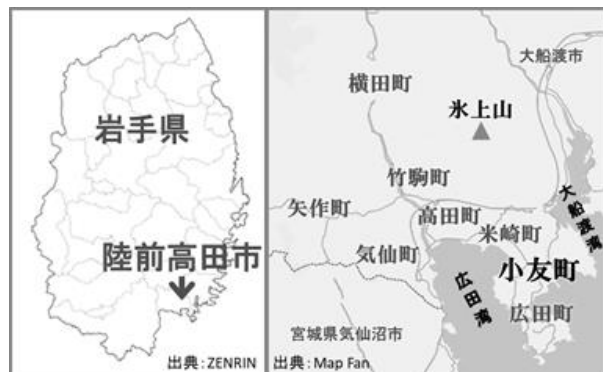 岩手県
陸前高田市
出典：ZENRIN
大船渡市
横田町
氷上山
竹駒町
矢作町
高田町
米崎町
大船渡湾
気仙町
小友町
広田湾
広田町
宮城県気仙沼市
出典：Map Fan